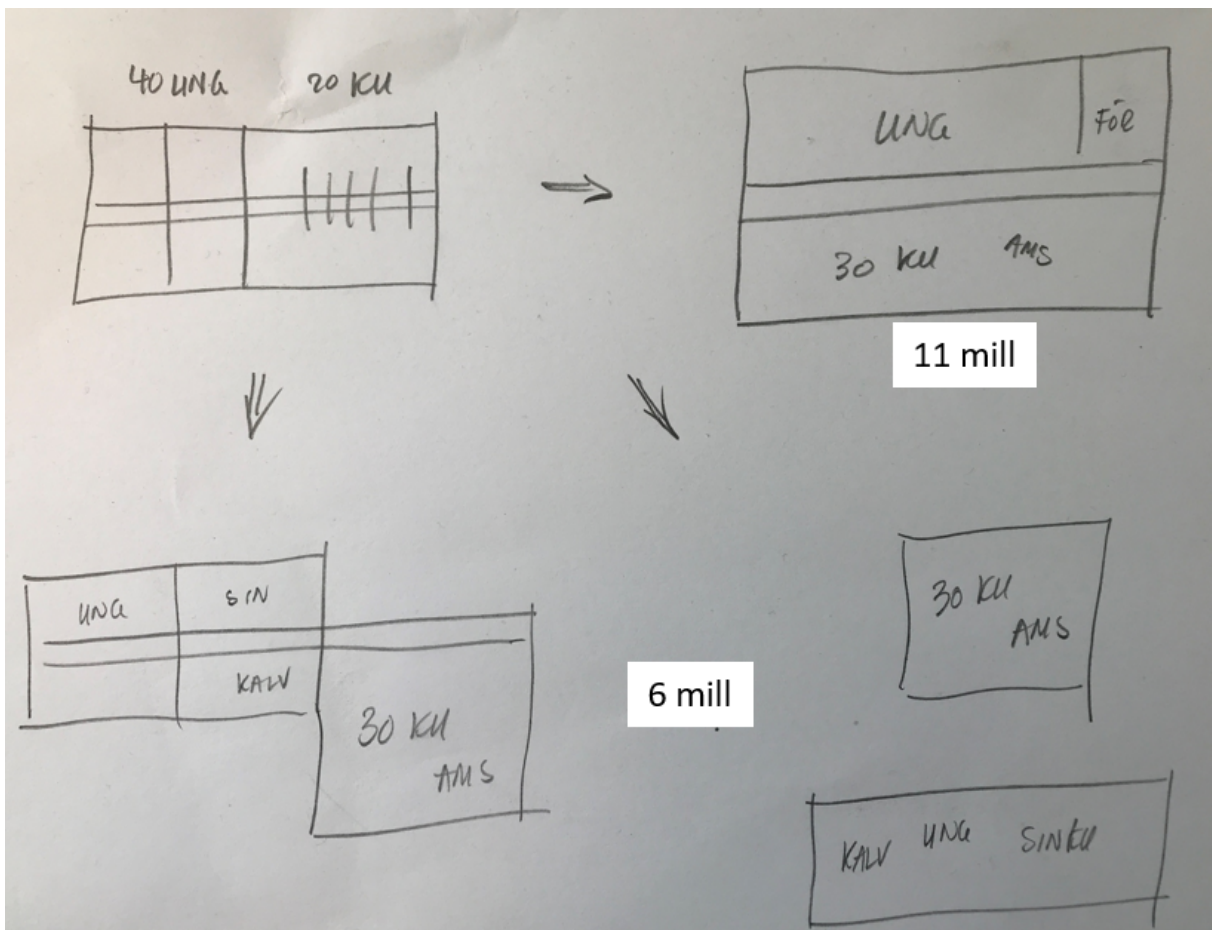 40 UNG 20 KU
UNG FÔR
30 KU AMS
11 mill
UNG SIN
KALV
30 KU
AMS
6 mill
30 KU
AMS
KALV UNG SINKU